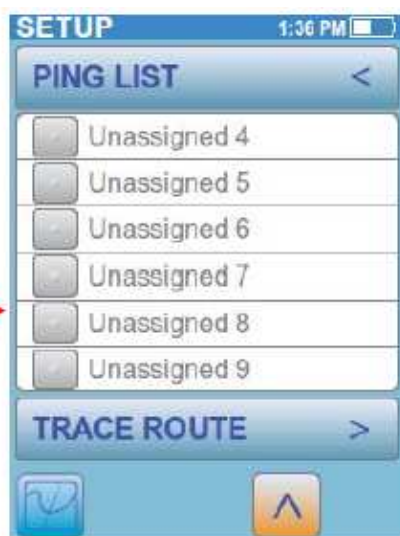 SETUP 1:36 PM
PING LIST <
Unassigned 4
Unassigned 5
Unassigned 6
Unassigned 7
Unassigned 8
Unassigned 9
TRACE ROUTE >